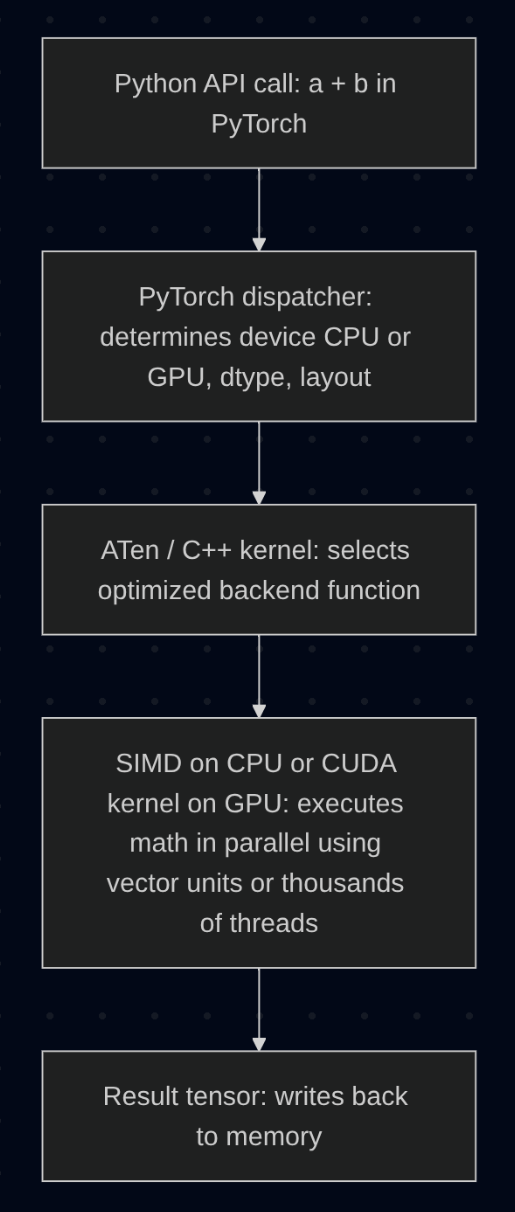 Python API call: a + b in
PyTorch
PyTorch dispatcher:
determines device CPU or
GPU, dtype, layout
ATen / C++ kernel: selects
optimized backend function
SIMD on CPU or CUDA
kernel on GPU: executes
math in parallel using
vector units or thousands
of threads
Result tensor: writes back
to memory